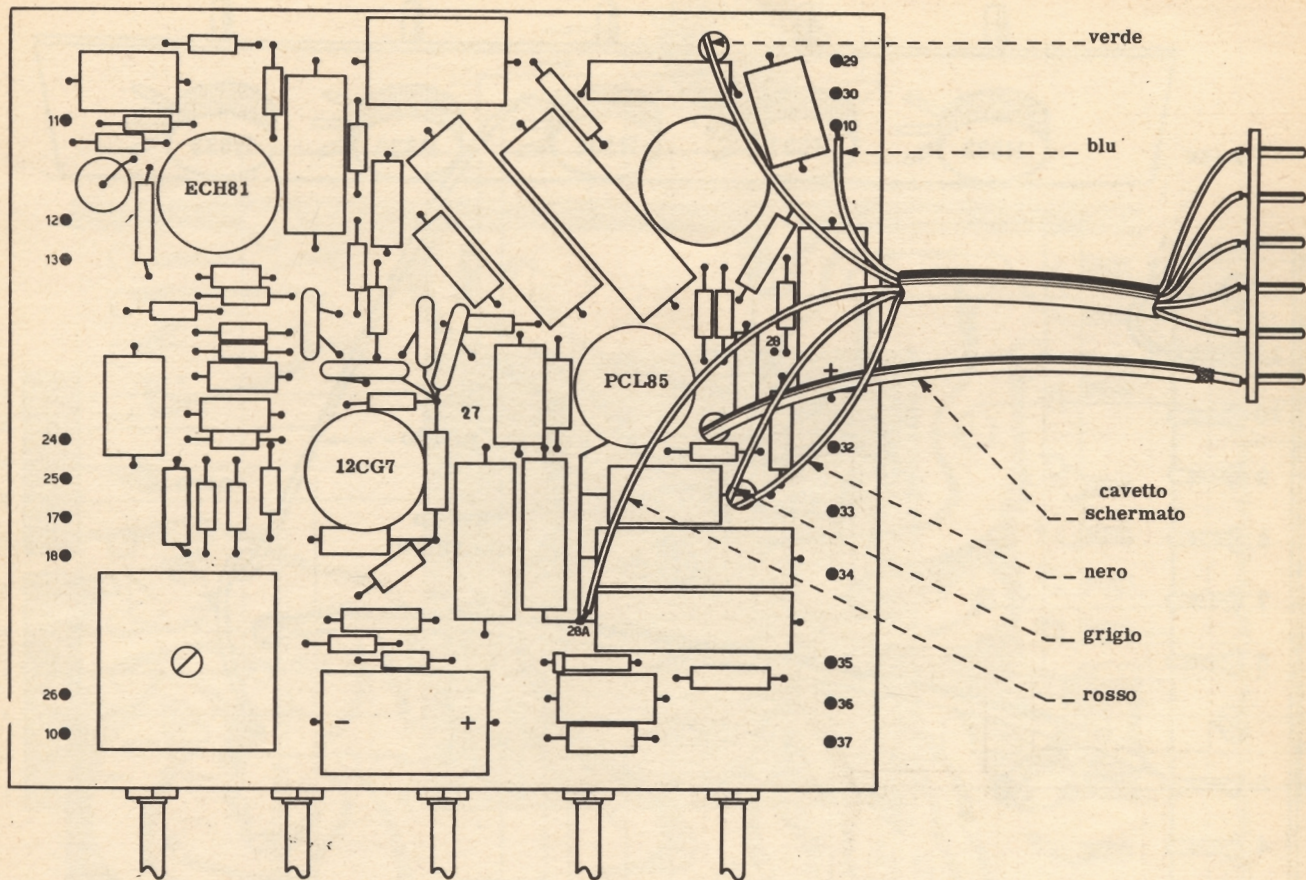 verde
29
30
10
blu
11
ECH81
12
13
28
+
PCL85
27
24
32
12CG7
25
cavetto
schermato
17
33
18
34
nero
28A
grigio
35
26
rosso
36
- +
10
37